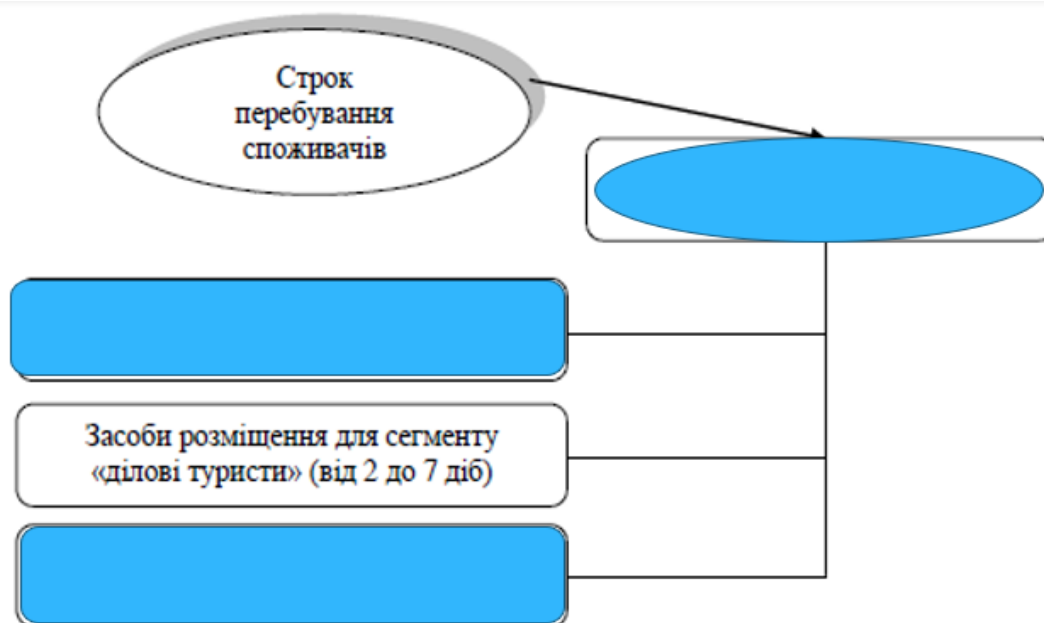 Строк
перебування
споживачів
Засоби розміщення для сегменту
«ділові туристи» (від 2 до 7 діб)